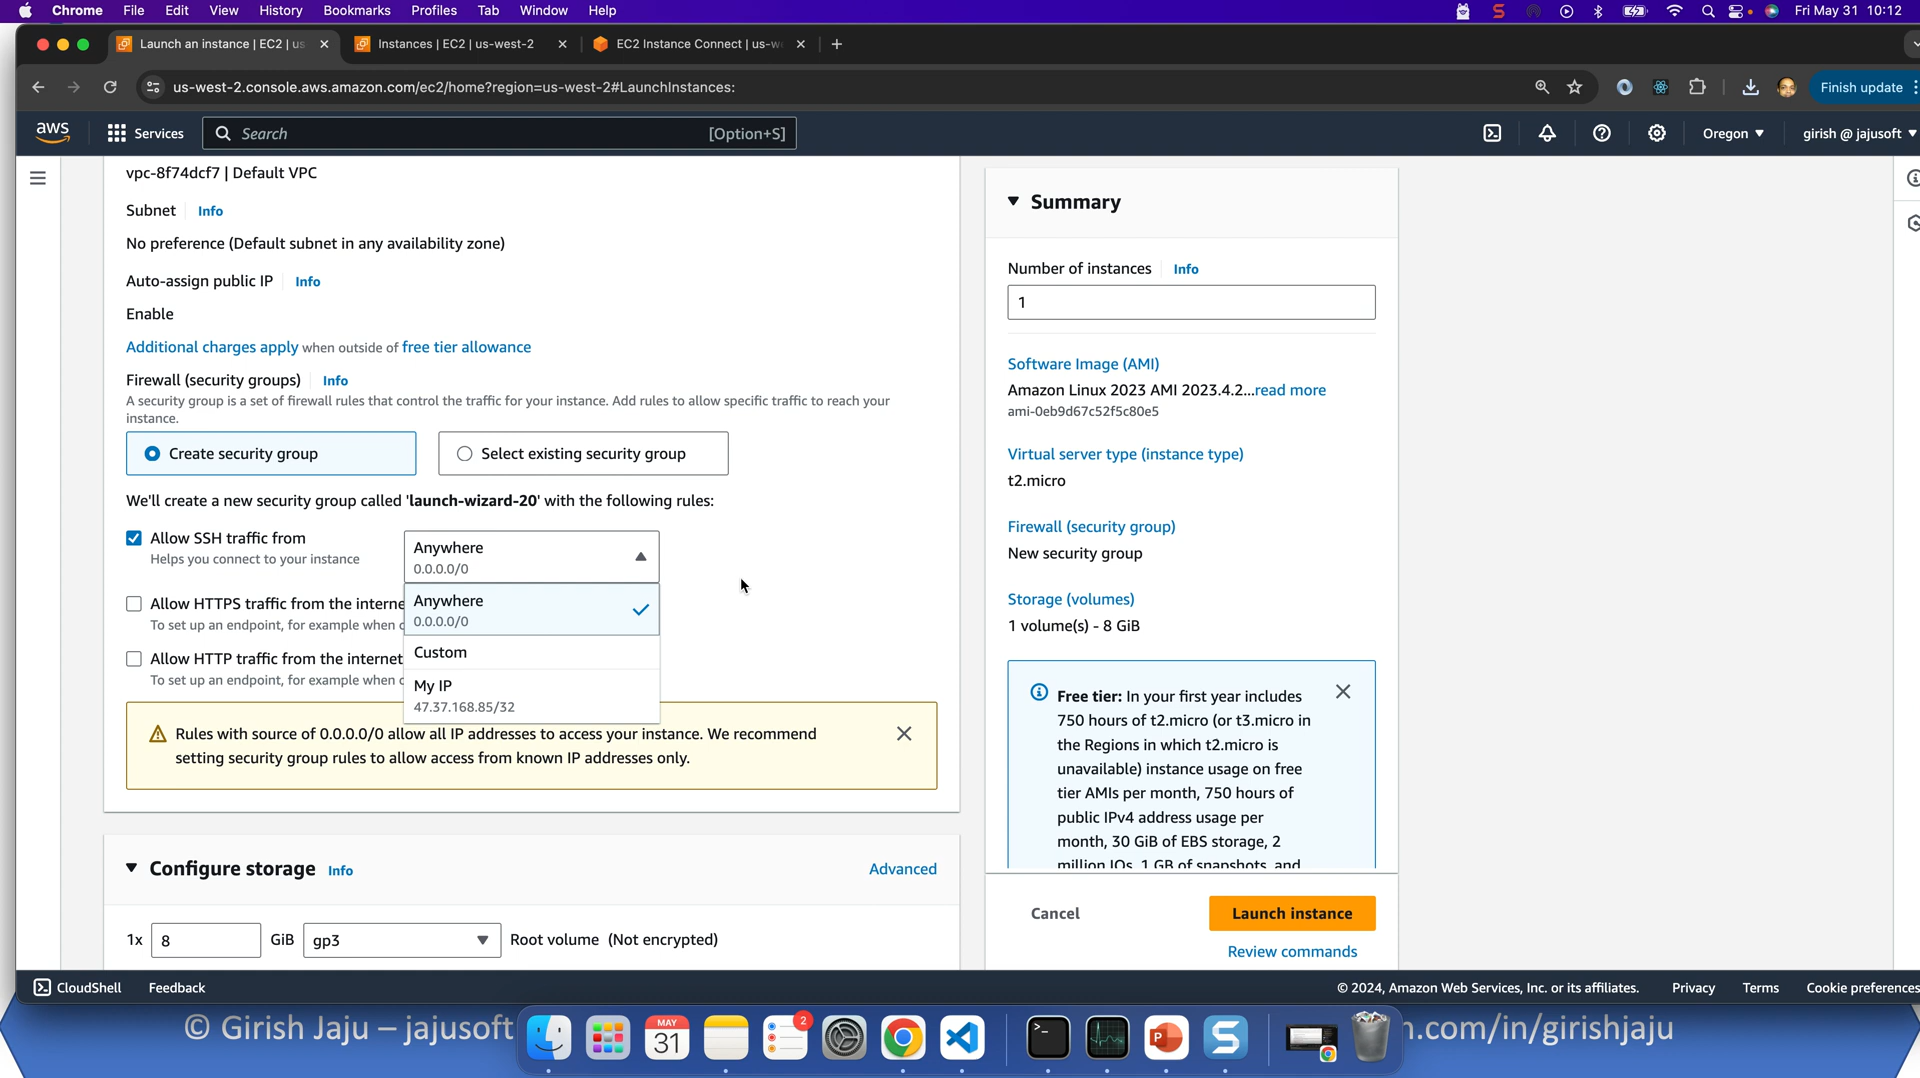 Chrome File Edit View History Bookmarks Profiles Tab Window Help Fri May 31 10:12
Launch an instance | EC2 | us Instances | EC2 | us-west-2 EC2 Instance Connect | us-w
us-west-2.console.aws.amazon.com/ec2/home?region=us-west-2#LaunchInstances: Finish update
aws Services Search [Option+S] Oregon girish @ jajusoft
vpc-8f74dcf7 | Default VPC
Subnet Info
No preference (Default subnet in any availability zone)
Auto-assign public IP Info
Enable
Additional charges apply when outside of free tier allowance
Firewall (security groups) Info
A security group is a set of firewall rules that control the traffic for your instance. Add rules to allow specific traffic to reach your
instance.
Create security group Select existing security group
We'll create a new security group called 'launch-wizard-20' with the following rules:
Allow SSH traffic from
Helps you connect to your instance
Anywhere
0.0.0.0/0
Anywhere
0.0.0.0/0
Custom
My IP
47.37.168.85/32
Allow HTTPS traffic from the interne
To set up an endpoint, for example when c
Allow HTTP traffic from the internet
To set up an endpoint, for example when c
Rules with source of 0.0.0.0/0 allow all IP addresses to access your instance. We recommend
setting security group rules to allow access from known IP addresses only.
Configure storage Info Advanced
1x 8 GiB gp3 Root volume (Not encrypted)
Summary
Number of instances Info
1
Software Image (AMI)
Amazon Linux 2023 AMI 2023.4.2...read more
ami-0eb9d67c52f5c80e5
Virtual server type (instance type)
t2.micro
Firewall (security group)
New security group
Storage (volumes)
1 volume(s) - 8 GiB
Free tier: In your first year includes
750 hours of t2.micro (or t3.micro in
the Regions in which t2.micro is
unavailable) instance usage on free
tier AMIs per month, 750 hours of
public IPv4 address usage per
month, 30 GiB of EBS storage, 2
million IOs, 1 GB of snapshots, and
Cancel Launch instance
Review commands
CloudShell Feedback © 2024, Amazon Web Services, Inc. or its affiliates. Privacy Terms Cookie preferences
© Girish Jaju – jajusoft n.com/in/girishjaju
MAY
31
2